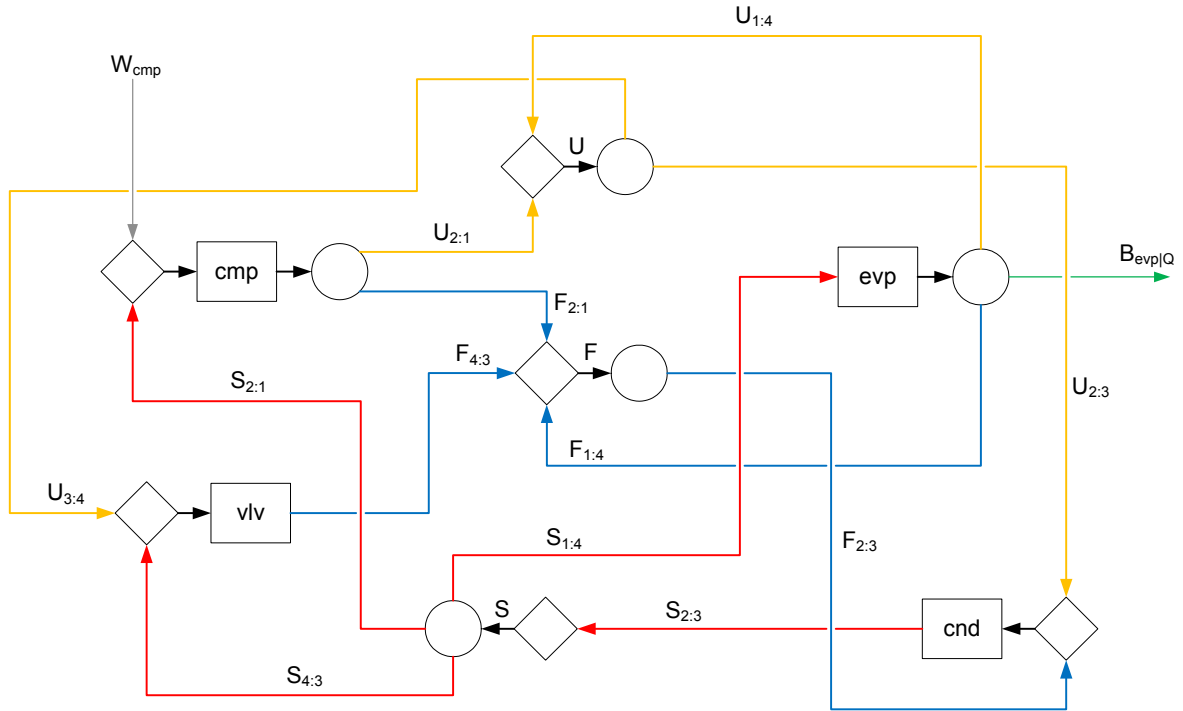 U1:4
Wcmp
U
U2:1
cmp
evp
Bevp|Q
F2:1
F4:3
F
S2:1
U2:3
F1:4
U3:4
vlv
S1:4
F2:3
S
S2:3
cnd
S4:3